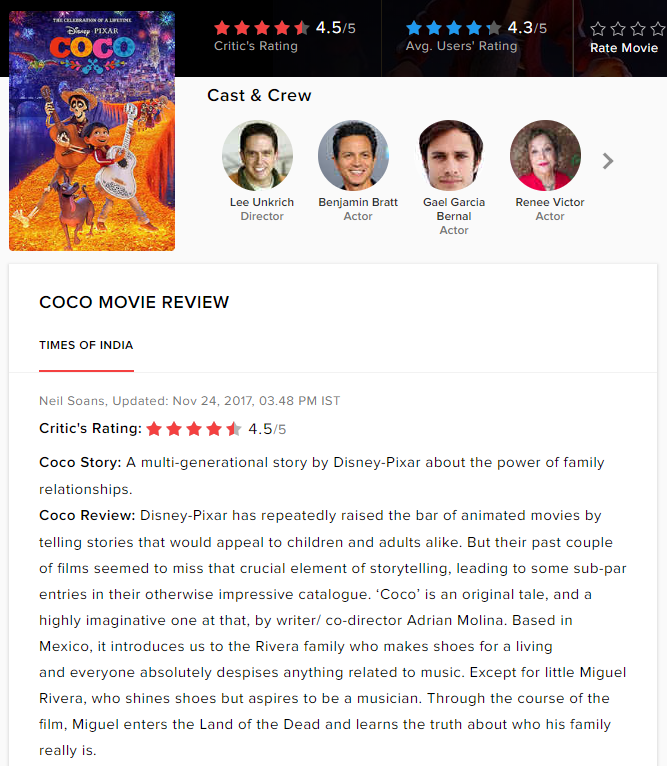 THE CELEBRATION OF A LIFETIME
Disney · PIXAR
COCO
4.5/5
Critic's Rating
4.3/5
Avg. Users' Rating
Rate Movie
Cast & Crew
Lee Unkrich
Director
Benjamin Bratt
Actor
Gael Garcia
Bernal
Actor
Renee Victor
Actor
COCO MOVIE REVIEW
TIMES OF INDIA
Neil Soans, Updated: Nov 24, 2017, 03.48 PM IST
Critic's Rating: 4.5/5
Coco Story: A multi-generational story by Disney-Pixar about the power of family
relationships.
Coco Review: Disney-Pixar has repeatedly raised the bar of animated movies by
telling stories that would appeal to children and adults alike. But their past couple
of films seemed to miss that crucial element of storytelling, leading to some sub-par
entries in their otherwise impressive catalogue. ‘Coco’ is an original tale, and a
highly imaginative one at that, by writer/ co-director Adrian Molina. Based in
Mexico, it introduces us to the Rivera family who makes shoes for a living
and everyone absolutely despises anything related to music. Except for little Miguel
Rivera, who shines shoes but aspires to be a musician. Through the course of the
film, Miguel enters the Land of the Dead and learns the truth about who his family
really is.